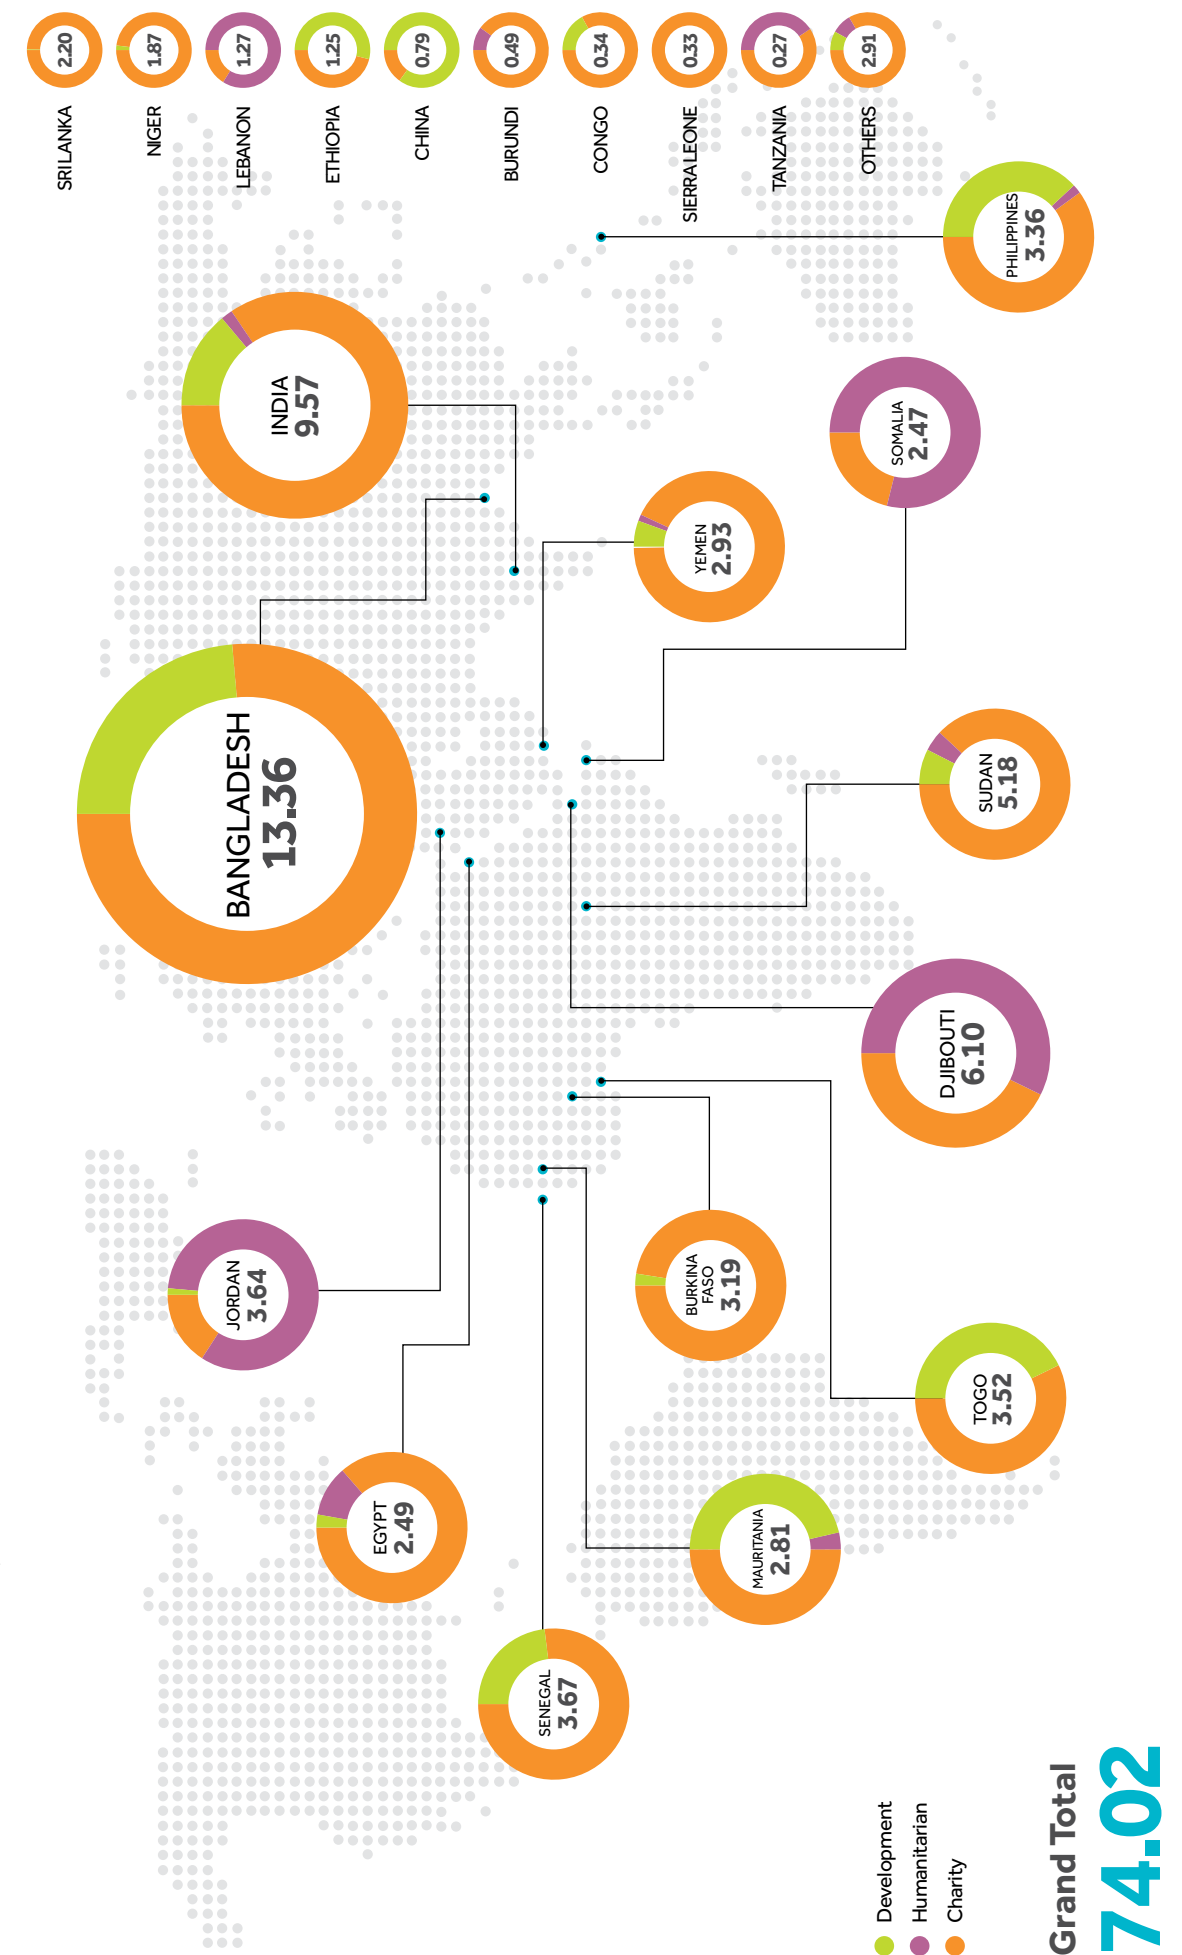 SRILANKA
2.20
NIGER
1.87
LEBANON
1.27
ETHIOPIA
1.25
CHINA
0.79
BURUNDI
0.49
CONGO
0.34
SIERRALEONE
0.33
TANZANIA
0.27
OTHERS
2.91
PHILIPPINES
3.36
INDIA
9.57
SOMALIA
2.47
YEMEN
2.93
BANGLADESH
13.36
SUDAN
5.18
DJIBOUTI
6.10
JORDAN
3.64
BURKINA
FASO
3.19
TOGO
3.52
EGYPT
2.49
MAURITANIA
2.81
SENEGAL
3.67
Development
Humanitarian
Charity
Grand Total
74.02